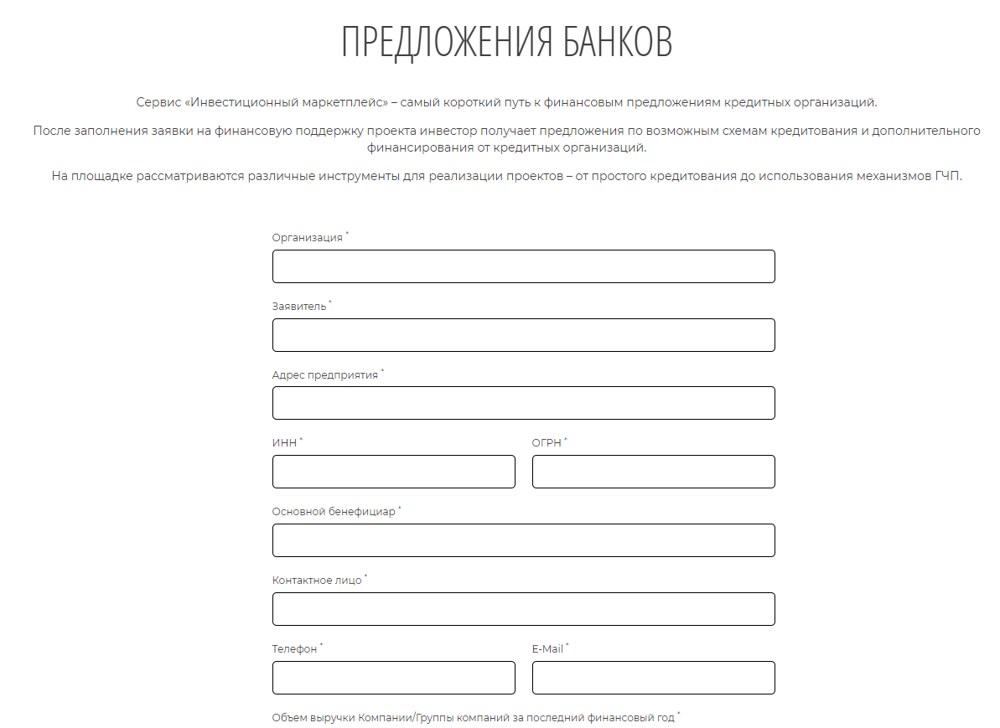 ПРЕДЛОЖЕНИЯ БАНКОВ
Сервис «Инвестиционный маркетплейс» – самый короткий путь к финансовым предложениям кредитных организаций.
После заполнения заявки на финансовую поддержку проекта инвестор получает предложения по возможным схемам кредитования и дополнительного
финансирования от кредитных организаций.
На площадке рассматриваются различные инструменты для реализации проектов – от простого кредитования до использования механизмов ГЧП.
Организация *
Заявитель *
Адрес предприятия *
ИНН * ОГРН *
Основной бенефициар *
Контактное лицо *
Телефон * E-Mail *
Объем выручки Компании/Группы компаний за последний финансовый год *